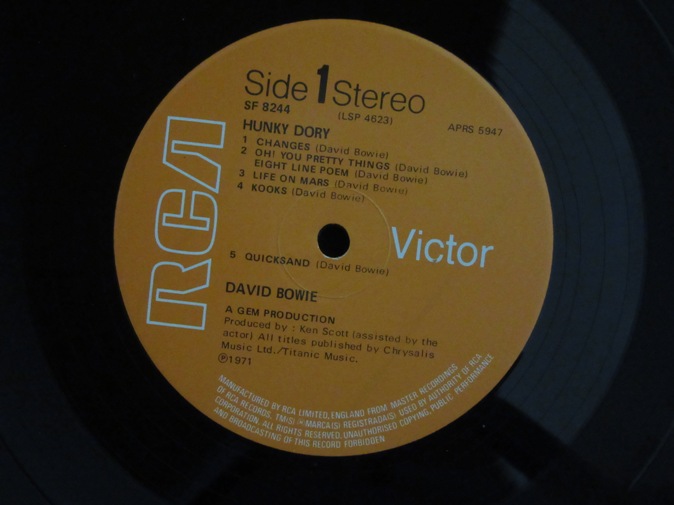 Side 1 Stereo
SF 8244
(LSP 4623)
APRS 5947
HUNKY DORY
1 CHANGES (David Bowie)
2 OH! YOU PRETTY THINGS (David Bowie)
EIGHT LINE POEM (David Bowie)
3 LIFE ON MARS (David Bowie)
4 KOOKS (David Bowie)
RCA
Victor
5 QUICKSAND (David Bowie)
DAVID BOWIE
A GEM PRODUCTION
Produced by : Ken Scott (assisted by the
actor) All titles published by Chrysalis
Music Ltd./Titanic Music.
℗1971
MANUFACTURED BY RCA LIMITED, ENGLAND FROM MASTER RECORDINGS
OF RCA RECORDS. TM(S) ® MARCA(S) REGISTRADA(S) USED BY AUTHORITY OF RCA
CORPORATION. ALL RIGHTS RESERVED. UNAUTHORISED COPYING, PUBLIC PERFORMANCE
AND BROADCASTING OF THIS RECORD FORBIDDEN